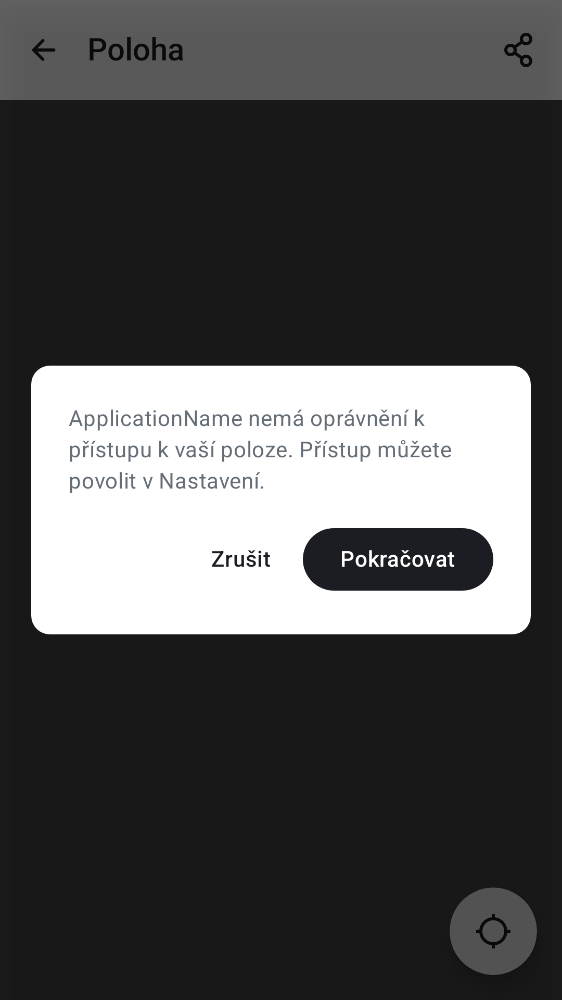 Poloha
ApplicationName nemá oprávnění k
přístupu k vaší poloze. Přístup můžete
povolit v Nastavení.
Zrušit
Pokračovat